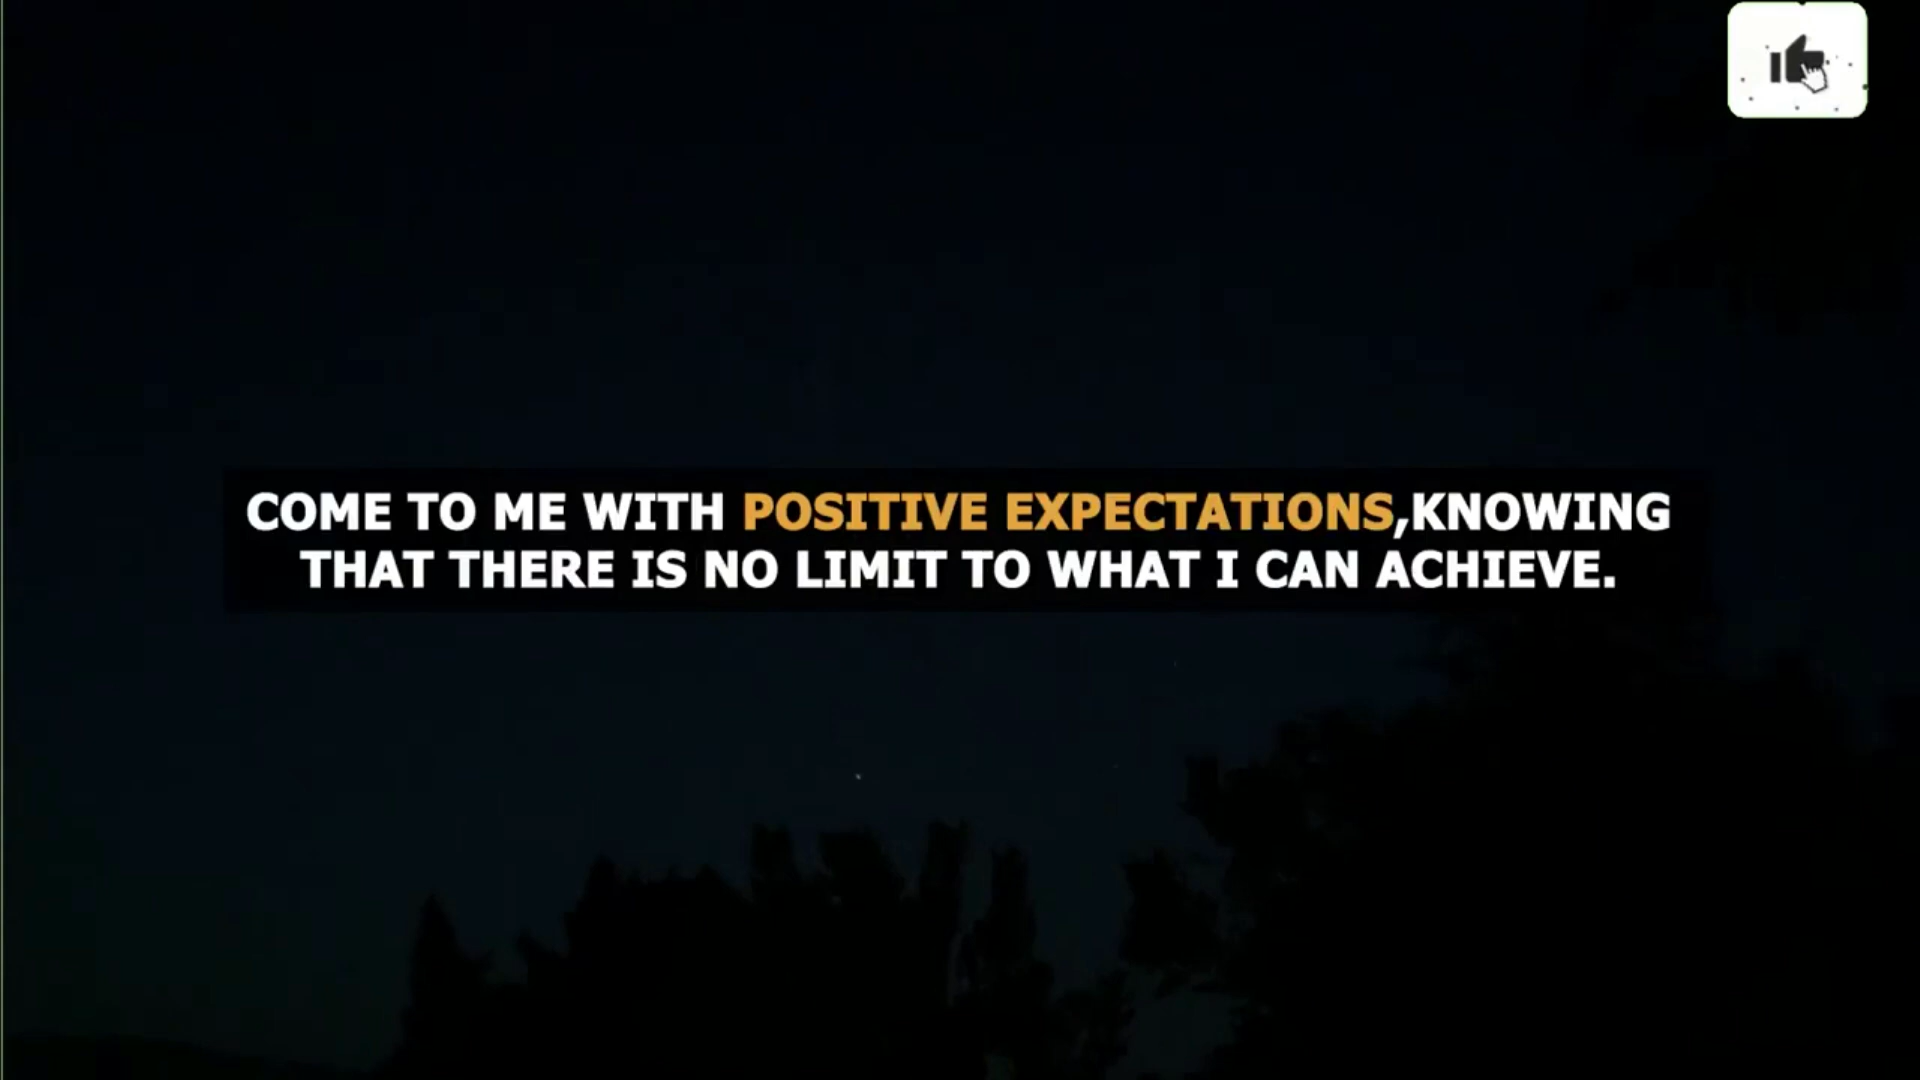 COME TO ME WITH POSITIVE EXPECTATIONS,KNOWING
THAT THERE IS NO LIMIT TO WHAT I CAN ACHIEVE.